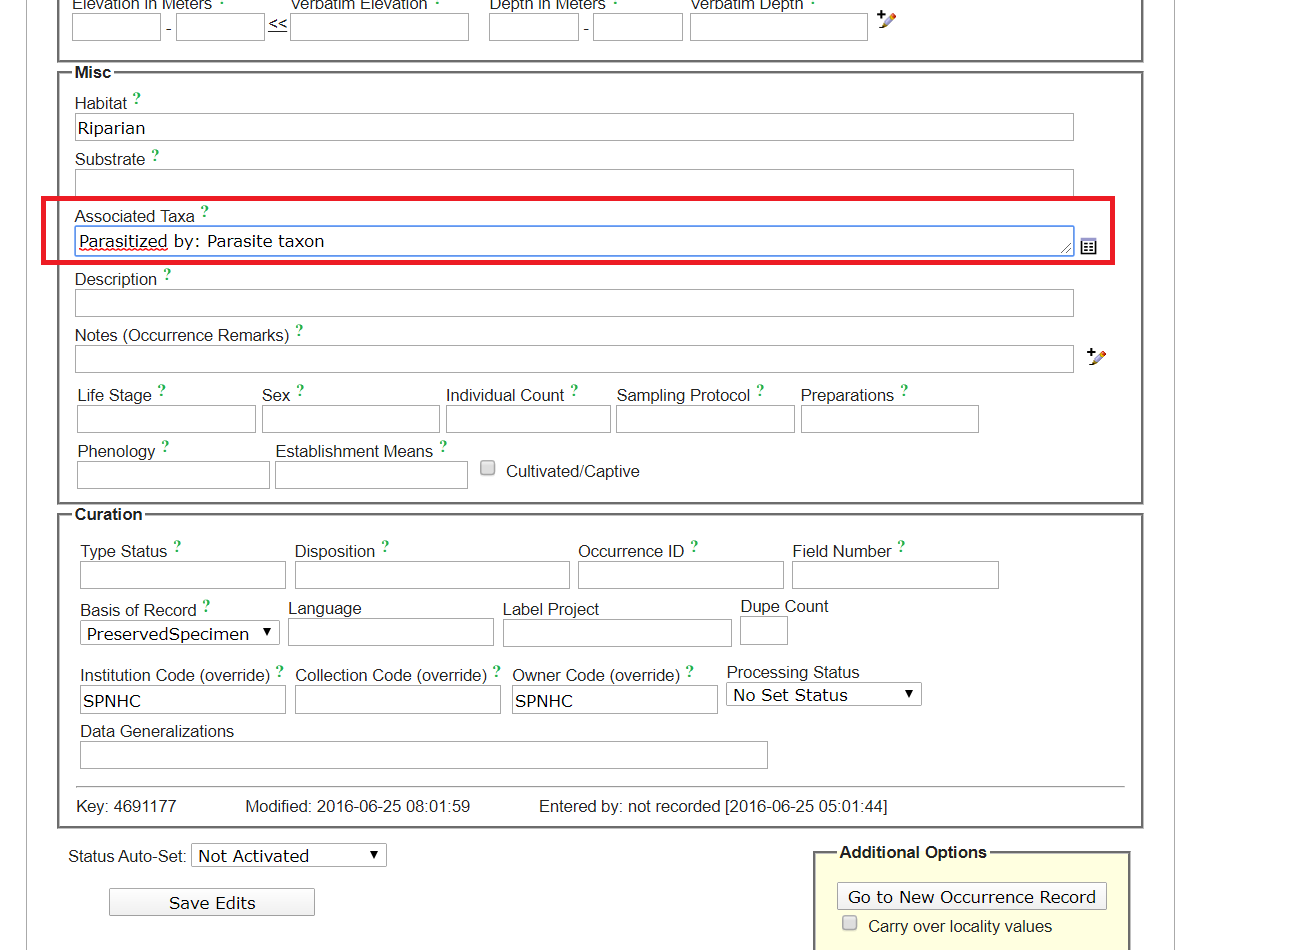 Elevation in Meters Verbatim Elevation Depth in Meters Verbatim Depth
- << -
Misc
Habitat ?
Riparian
Substrate ?
Associated Taxa ?
Parasitized by: Parasite taxon
Description ?
Notes (Occurrence Remarks) ?
Life Stage ? Sex ? Individual Count ? Sampling Protocol ? Preparations ?
Phenology ? Establishment Means ? Cultivated/Captive
Curation
Type Status ? Disposition ? Occurrence ID ? Field Number ?
Basis of Record ? Language Label Project Dupe Count
PreservedSpecimen
Institution Code (override) ? Collection Code (override) ? Owner Code (override) ? Processing Status
SPNHC SPNHC No Set Status
Data Generalizations
Key: 4691177 Modified: 2016-06-25 08:01:59 Entered by: not recorded [2016-06-25 05:01:44]
Status Auto-Set: Not Activated
Additional Options
Save Edits Go to New Occurrence Record
Carry over locality values